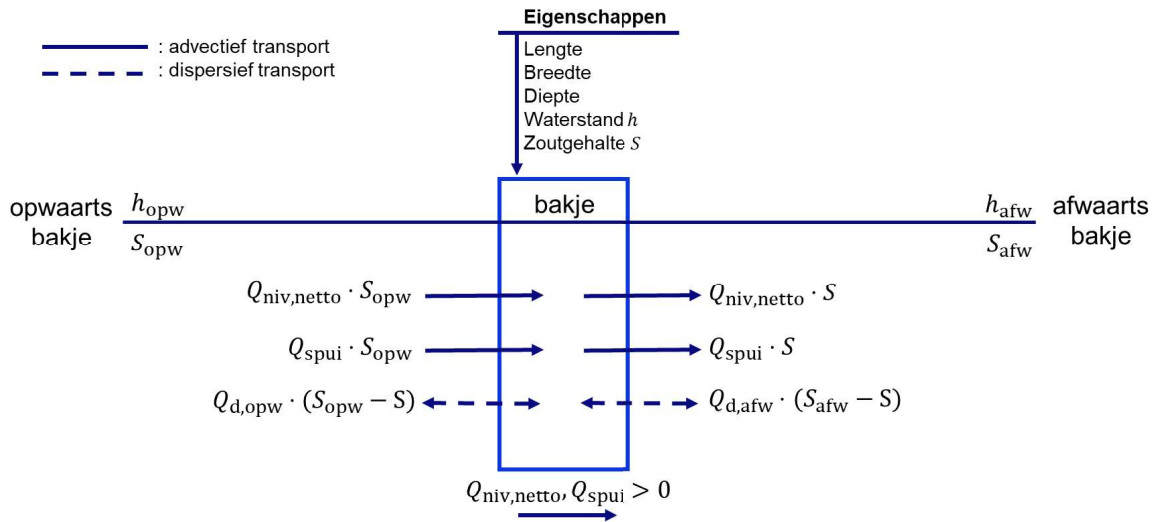 Eigenschappen
: advectief transport
: dispersief transport
Lengte
Breedte
Diepte
Waterstand h
Zoutgehalte S
opwaarts
bakje
h_opw
S_opw
bakje
h_afw
S_afw
afwaarts
bakje
Q_niv,netto · S_opw
Q_niv,netto · S
Q_spui · S_opw
Q_spui · S
Q_d,opw · (S_opw − S)
Q_d,afw · (S_afw − S)
Q_niv,netto, Q_spui > 0